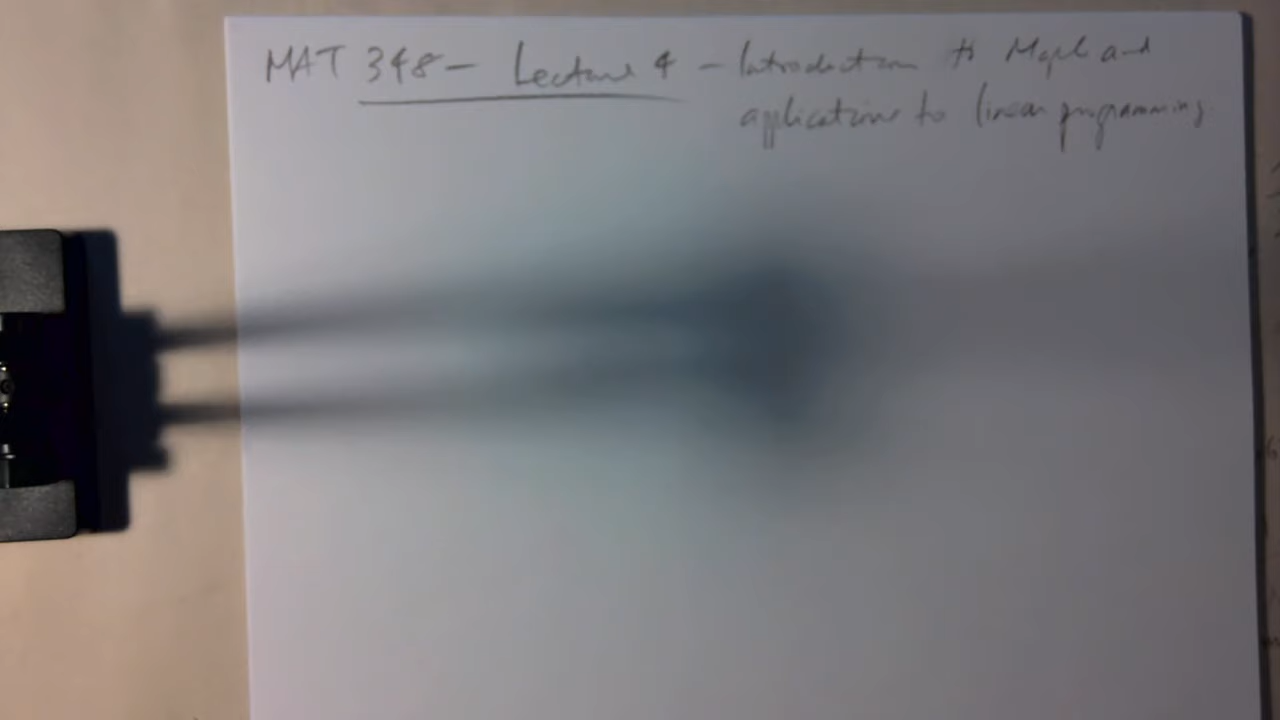 MAT 348 - Lecture 4 - Introduction to Maple and
applications to linear programming.